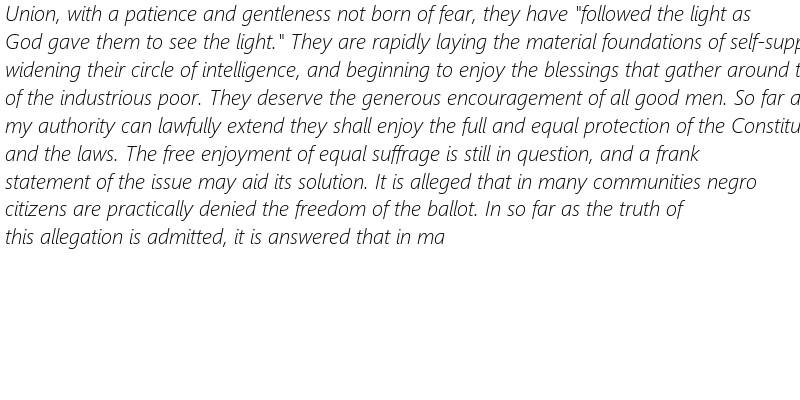 Union, with a patience and gentleness not born of fear, they have "followed the light as
God gave them to see the light." They are rapidly laying the material foundations of self-supp
widening their circle of intelligence, and beginning to enjoy the blessings that gather around t
of the industrious poor. They deserve the generous encouragement of all good men. So far a
my authority can lawfully extend they shall enjoy the full and equal protection of the Constitu
and the laws. The free enjoyment of equal suffrage is still in question, and a frank
statement of the issue may aid its solution. It is alleged that in many communities negro
citizens are practically denied the freedom of the ballot. In so far as the truth of
this allegation is admitted, it is answered that in ma